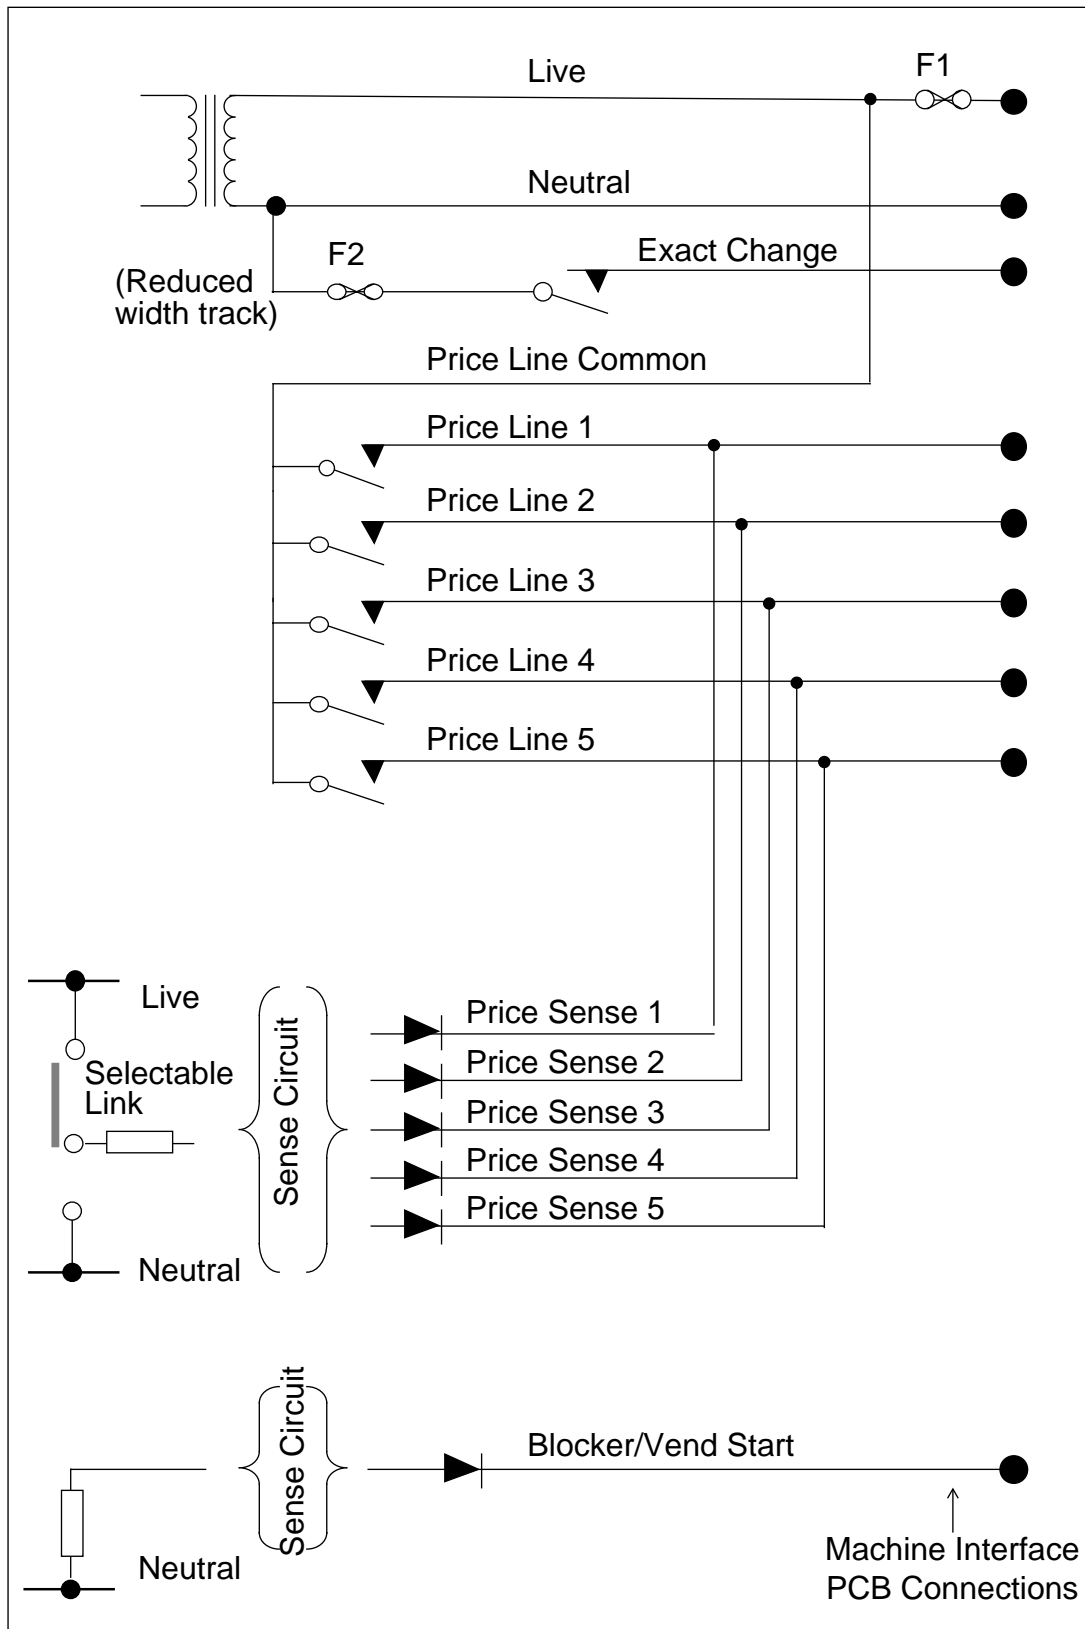 Live
F1
Neutral
F2
Exact Change
(Reduced
width track)
Price Line Common
Price Line 1
Price Line 2
Price Line 3
Price Line 4
Price Line 5
Live
Selectable
Link
Neutral
Sense Circuit
Price Sense 1
Price Sense 2
Price Sense 3
Price Sense 4
Price Sense 5
Sense Circuit
Blocker/Vend Start
Neutral
Machine Interface
PCB Connections